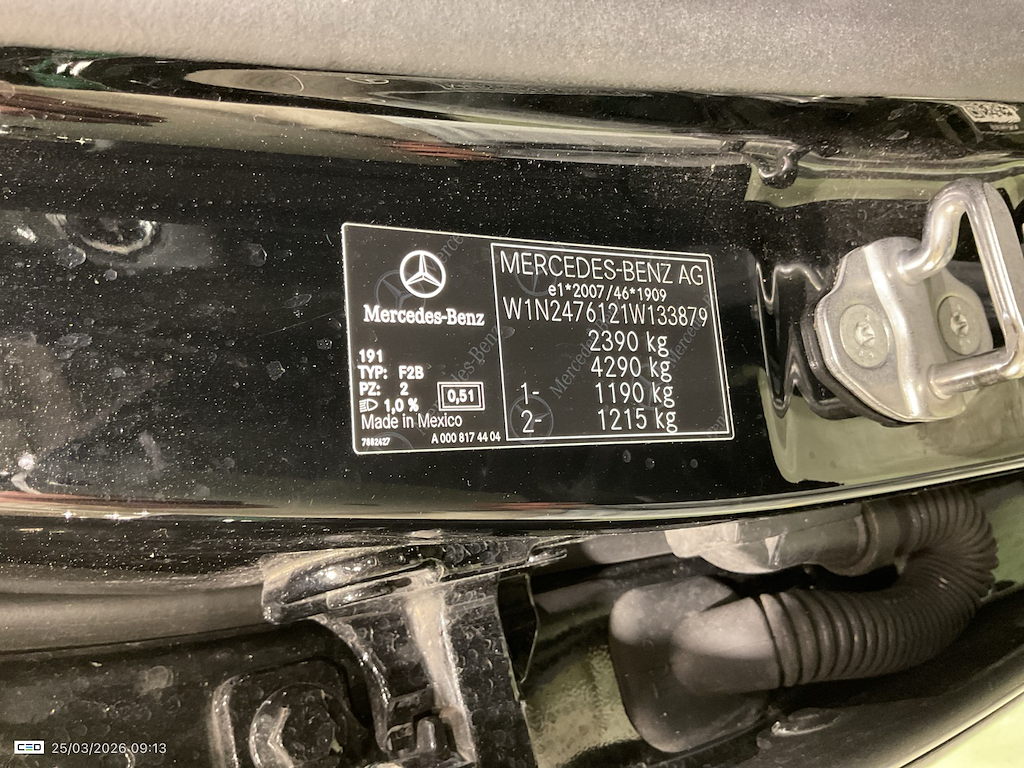 Mercedes-Benz
191
TYP: F2B
PZ: 2
1,0 %
0,51
Made in Mexico
7882427
A 000 817 44 04
MERCEDES-BENZ AG
e1*2007/46*1909
W1N2476121W133879
2390 kg
4290 kg
1- 1190 kg
2- 1215 kg
CEO 25/03/2026 09:13